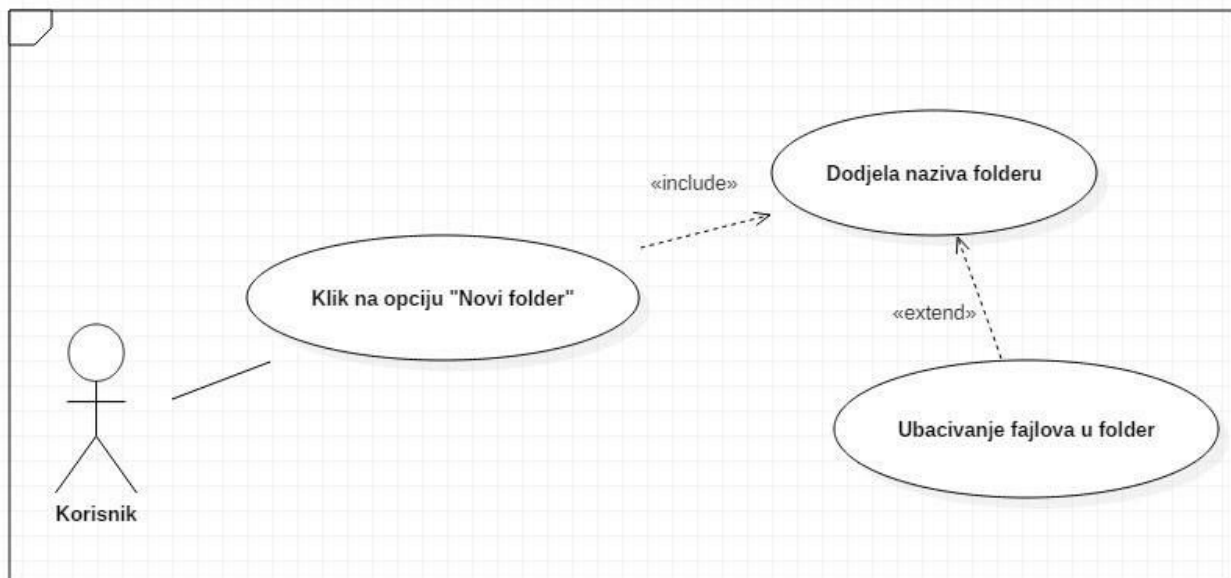 Dodjela naziva folderu
«include»
Klik na opciju "Novi folder"
«extend»
Ubacivanje fajlova u folder
Korisnik